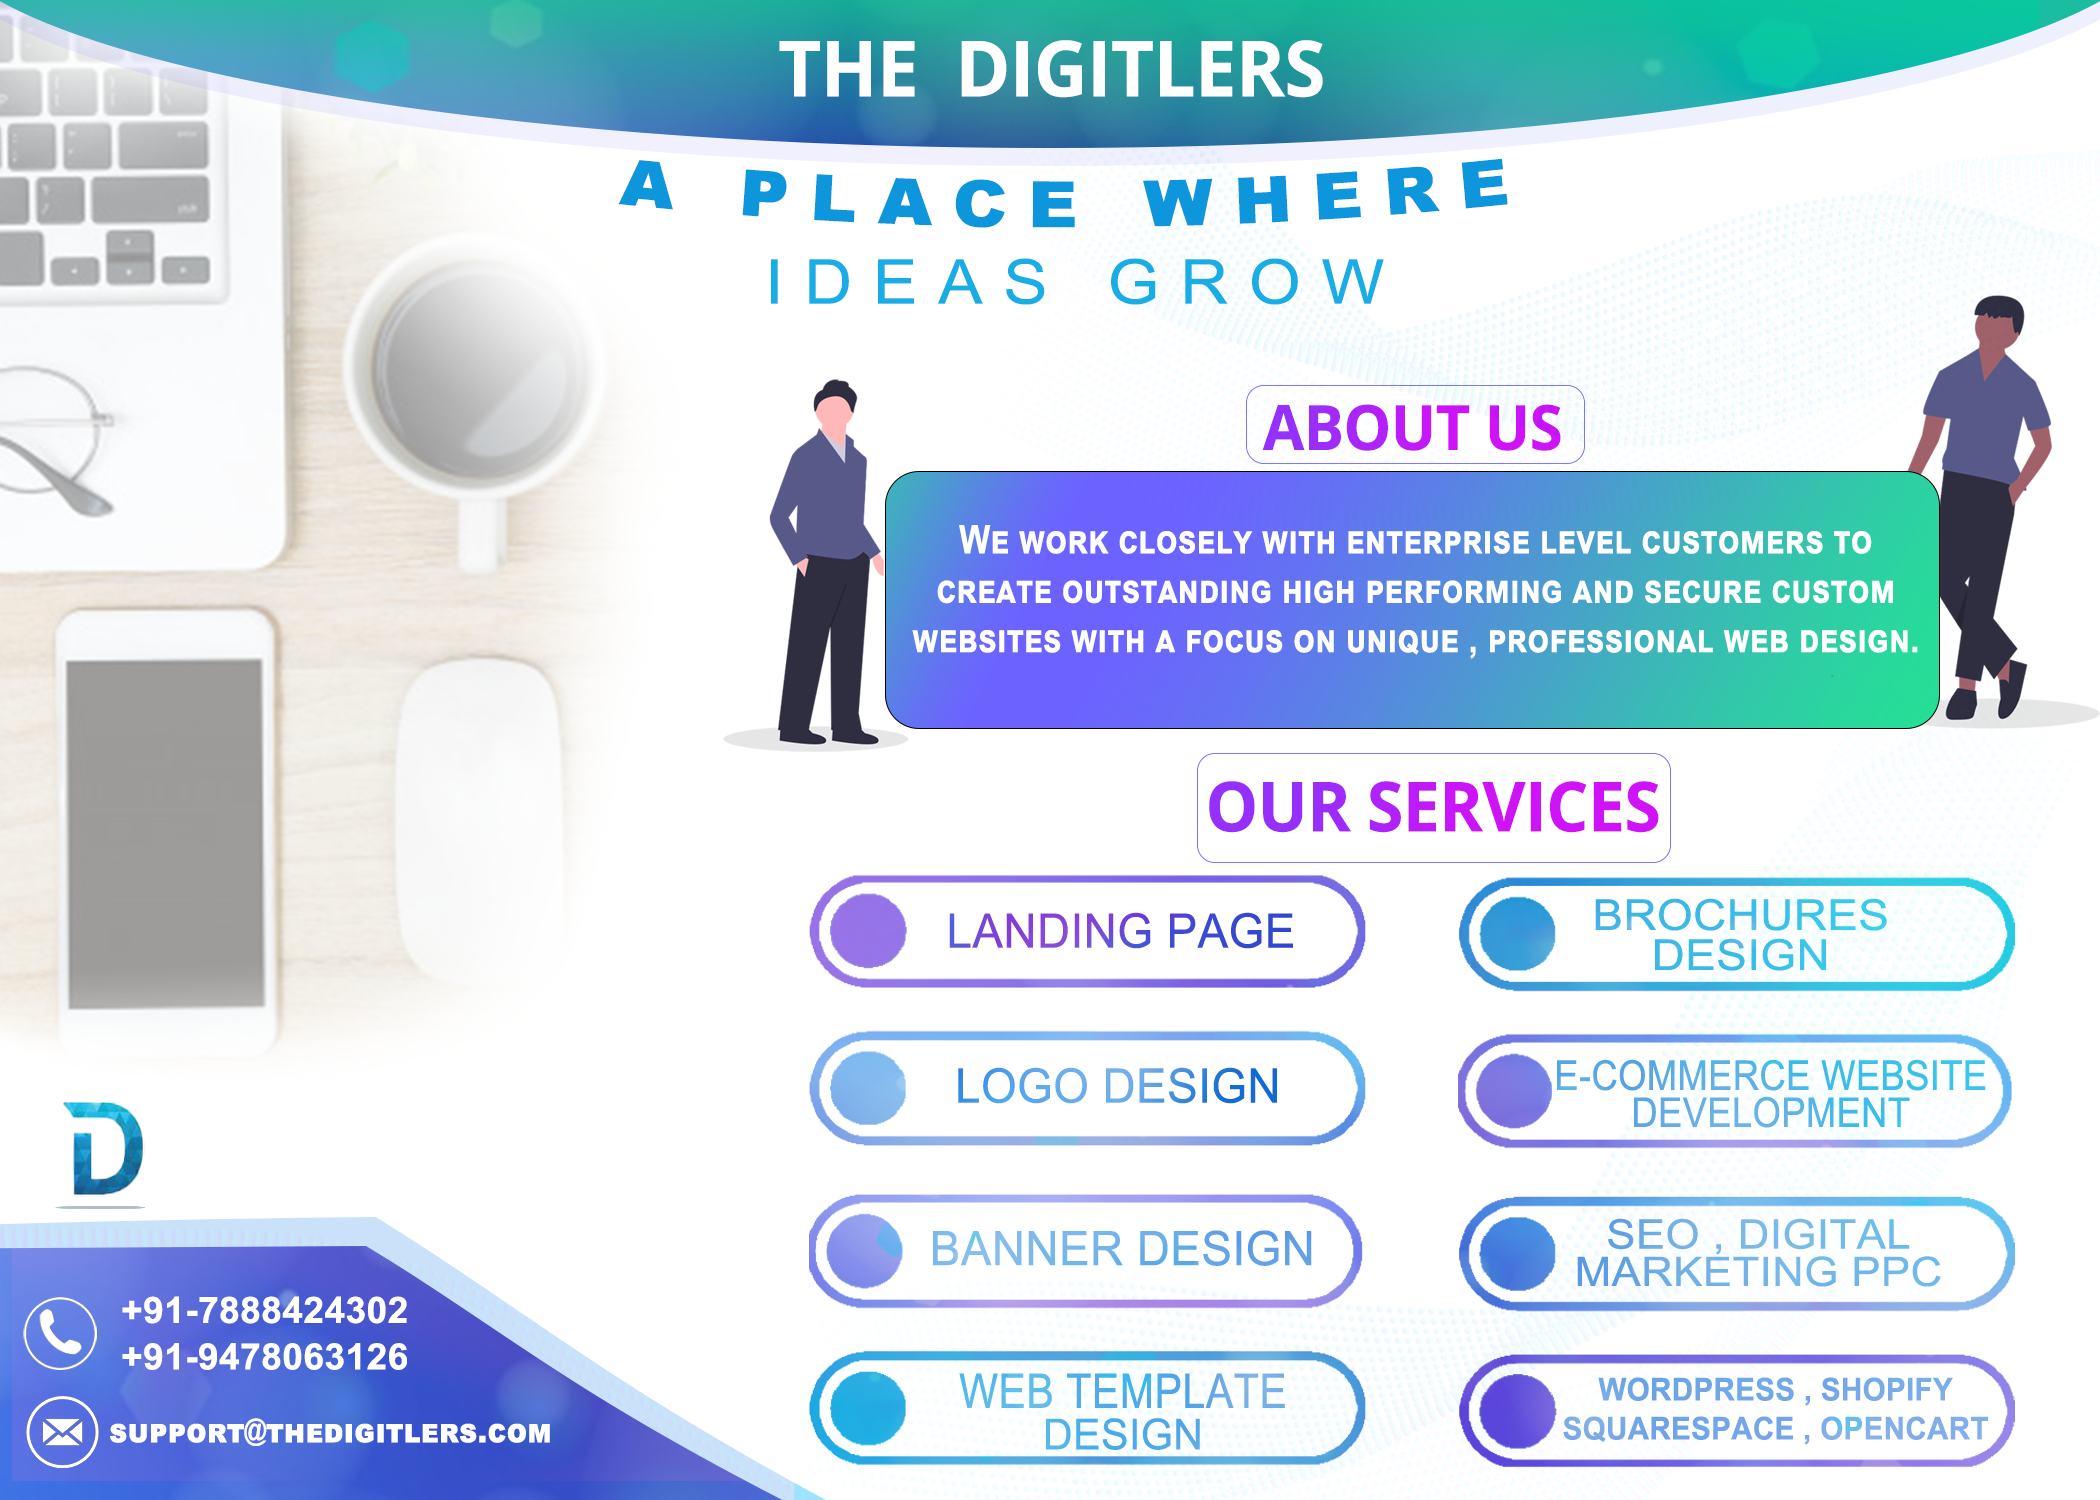 THE DIGITLERS
A PLACE WHERE
IDEAS GROW
ABOUT US
WE WORK CLOSELY WITH ENTERPRISE LEVEL CUSTOMERS TO
CREATE OUTSTANDING HIGH PERFORMING AND SECURE CUSTOM
WEBSITES WITH A FOCUS ON UNIQUE , PROFESSIONAL WEB DESIGN.
OUR SERVICES
LANDING PAGE
BROCHURES
DESIGN
LOGO DESIGN
E-COMMERCE WEBSITE
DEVELOPMENT
BANNER DESIGN
SEO , DIGITAL
MARKETING PPC
WEB TEMPLATE
DESIGN
WORDPRESS , SHOPIFY
SQUARESPACE , OPENCART
D
+91-7888424302
+91-9478063126
SUPPORT@THEDIGITLERS.COM